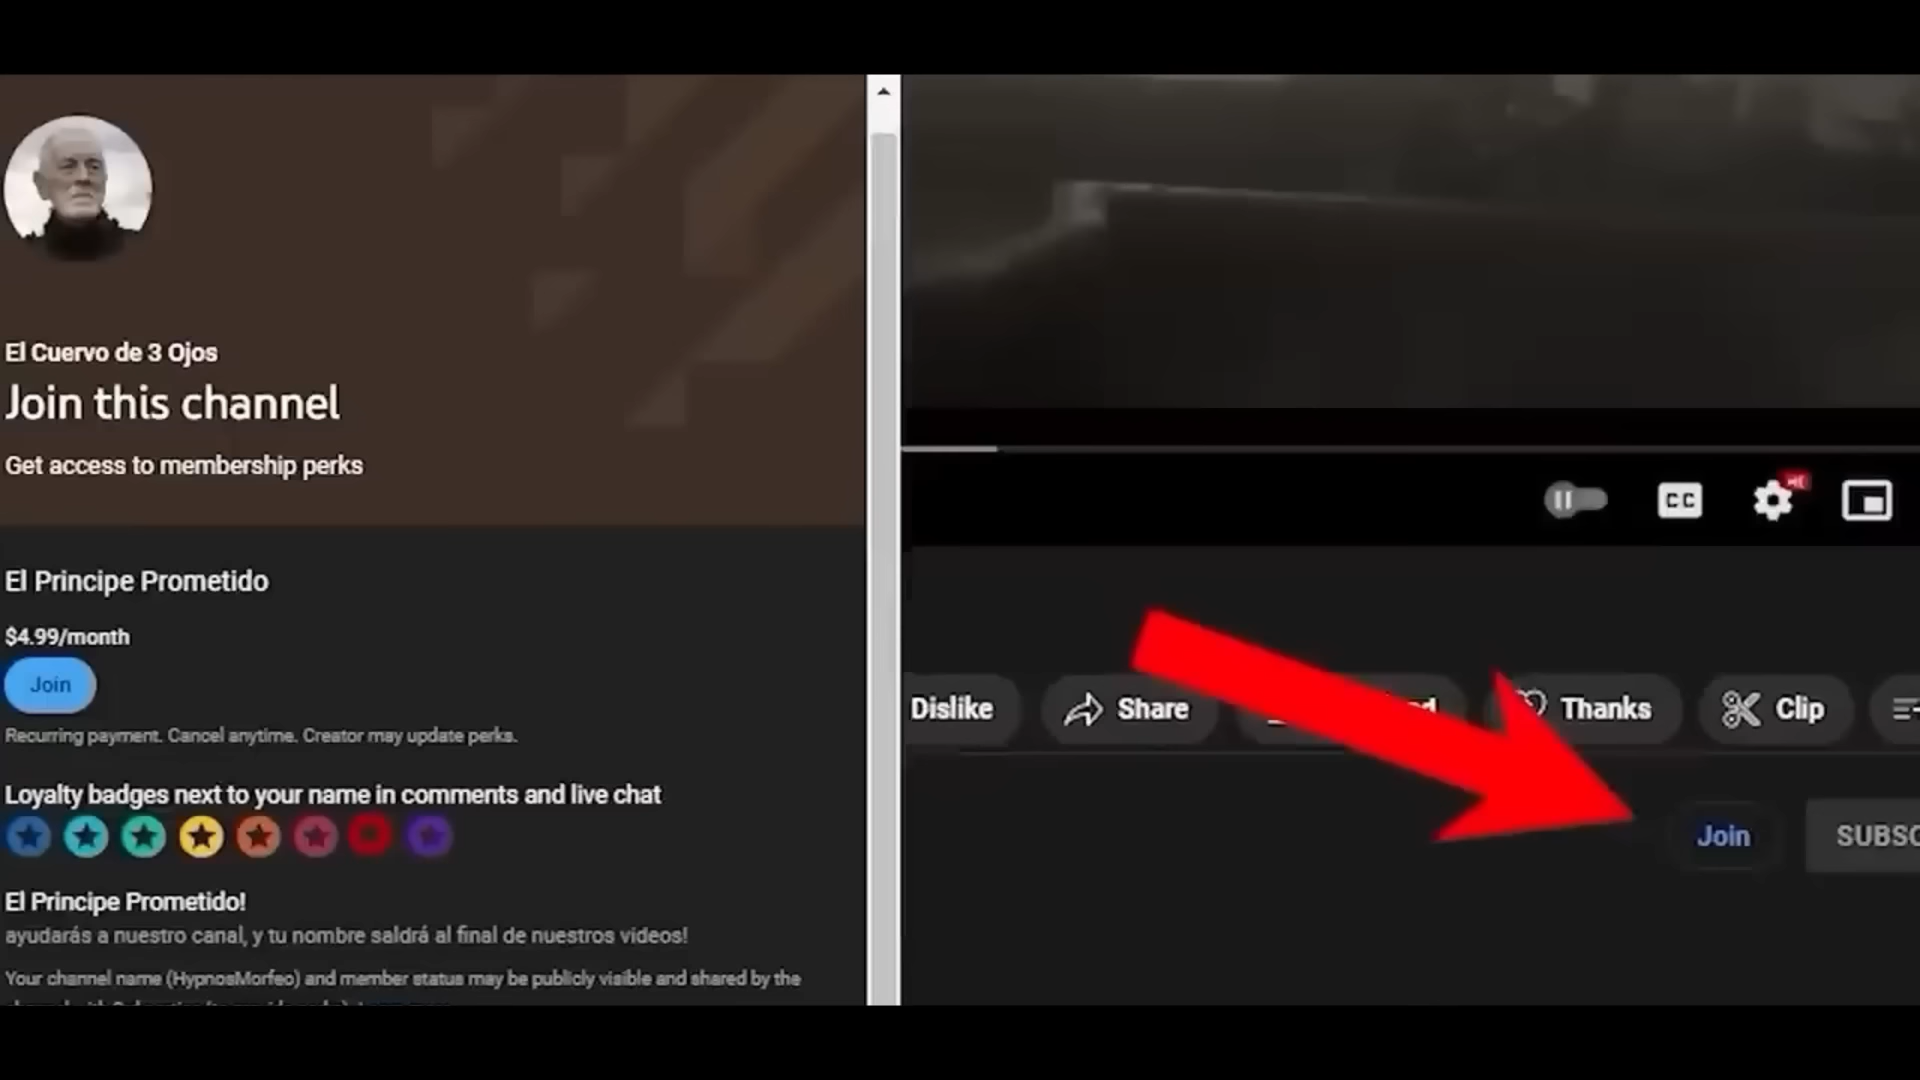 El Cuervo de 3 Ojos
Join this channel
Get access to membership perks
El Principe Prometido
$4.99/month
Join
Recurring payment. Cancel anytime. Creator may update perks.
Loyalty badges next to your name in comments and live chat
El Principe Prometido!
ayudarás a nuestro canal, y tu nombre saldrá al final de nuestros videos!
Your channel name (HypnosMorfeo) and member status may be publicly visible and shared by the
CC
Dislike
Share
Thanks
Clip
Join
SUBSC